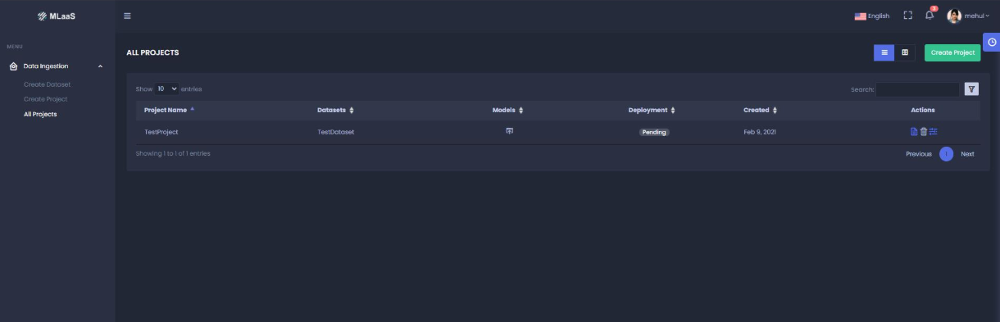 MLaaS
English
3
mehul
MENU
Data Ingestion
Create Dataset
Create Project
All Projects
ALL PROJECTS
Create Project
Show 10 entries
Search:
Project Name Datasets Models Deployment Created Actions
TestProject TestDataset Pending Feb 9, 2021
Showing 1 to 1 of 1 entries
Previous 1 Next